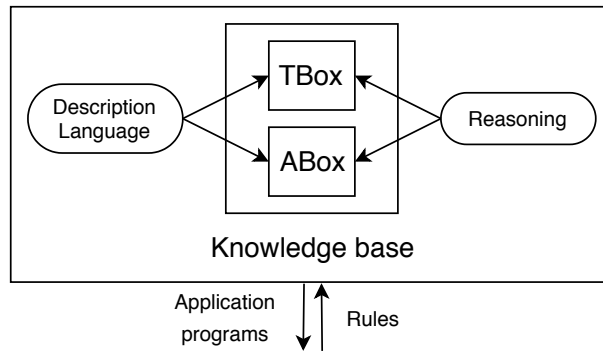 TBox
Description
Language
Reasoning
ABox
Knowledge base
Application
programs
Rules